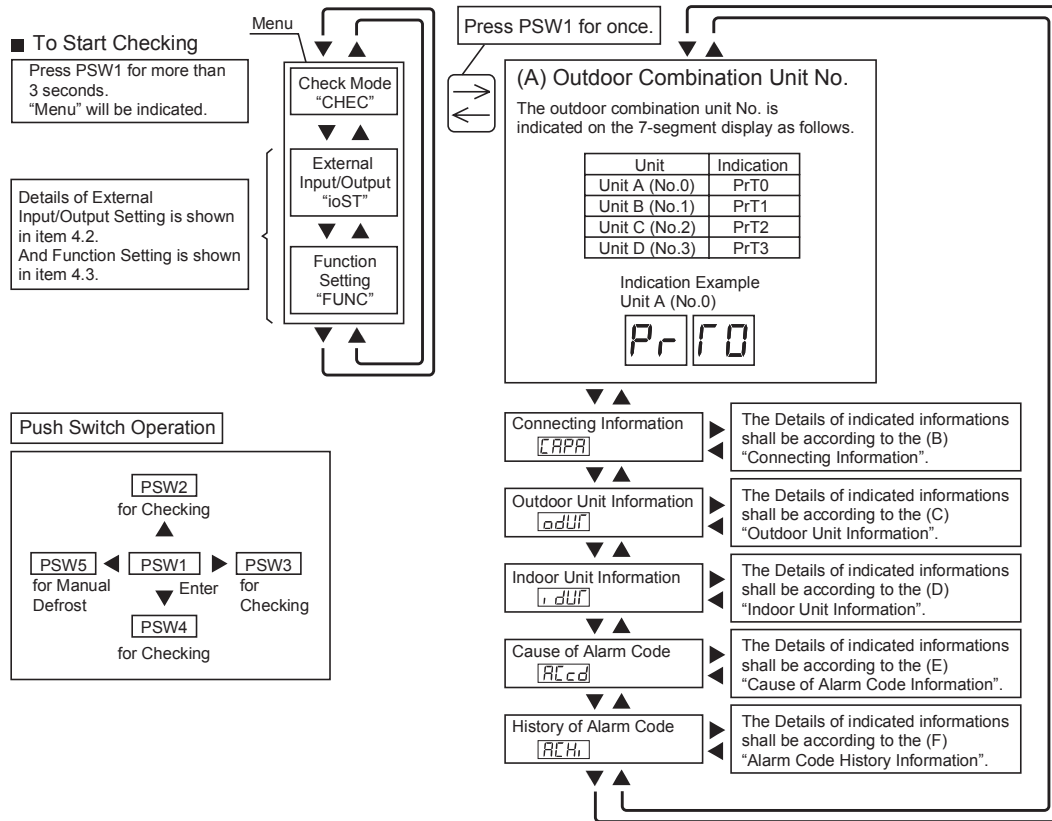 ■ To Start Checking
Press PSW1 for more than
3 seconds.
“Menu” will be indicated.
Details of External
Input/Output Setting is shown
in item 4.2.
And Function Setting is shown
in item 4.3.
Menu
Check Mode
“CHEC”
External
Input/Output
“ioST”
Function
Setting
“FUNC”
Press PSW1 for once.
(A) Outdoor Combination Unit No.
The outdoor combination unit No. is
indicated on the 7-segment display as follows.
Unit Indication
Unit A (No.0) PrT0
Unit B (No.1) PrT1
Unit C (No.2) PrT2
Unit D (No.3) PrT3
Indication Example
Unit A (No.0)
Pr T0
Push Switch Operation
PSW2
for Checking
PSW5 PSW1 PSW3
for Manual
Defrost
Enter
for
Checking
PSW4
for Checking
Connecting Information
CAPA
The Details of indicated informations
shall be according to the (B)
“Connecting Information”.
Outdoor Unit Information
odUT
The Details of indicated informations
shall be according to the (C)
“Outdoor Unit Information”.
Indoor Unit Information
idUT
The Details of indicated informations
shall be according to the (D)
“Indoor Unit Information”.
Cause of Alarm Code
ACcd
The Details of indicated informations
shall be according to the (E)
“Cause of Alarm Code Information”.
History of Alarm Code
ACHi
The Details of indicated informations
shall be according to the (F)
“Alarm Code History Information”.